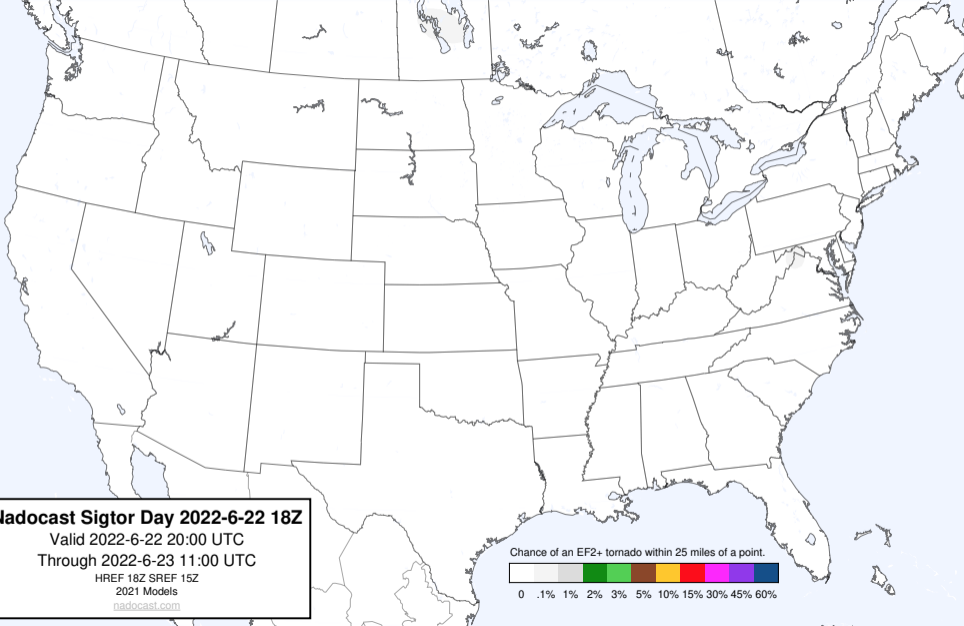 Nadocast Sigtor Day 2022-6-22 18Z
Valid 2022-6-22 20:00 UTC
Through 2022-6-23 11:00 UTC
HREF 18Z SREF 15Z
2021 Models
nadocast.com
Chance of an EF2+ tornado within 25 miles of a point.
0 .1% 1% 2% 3% 5% 10% 15% 30% 45% 60%